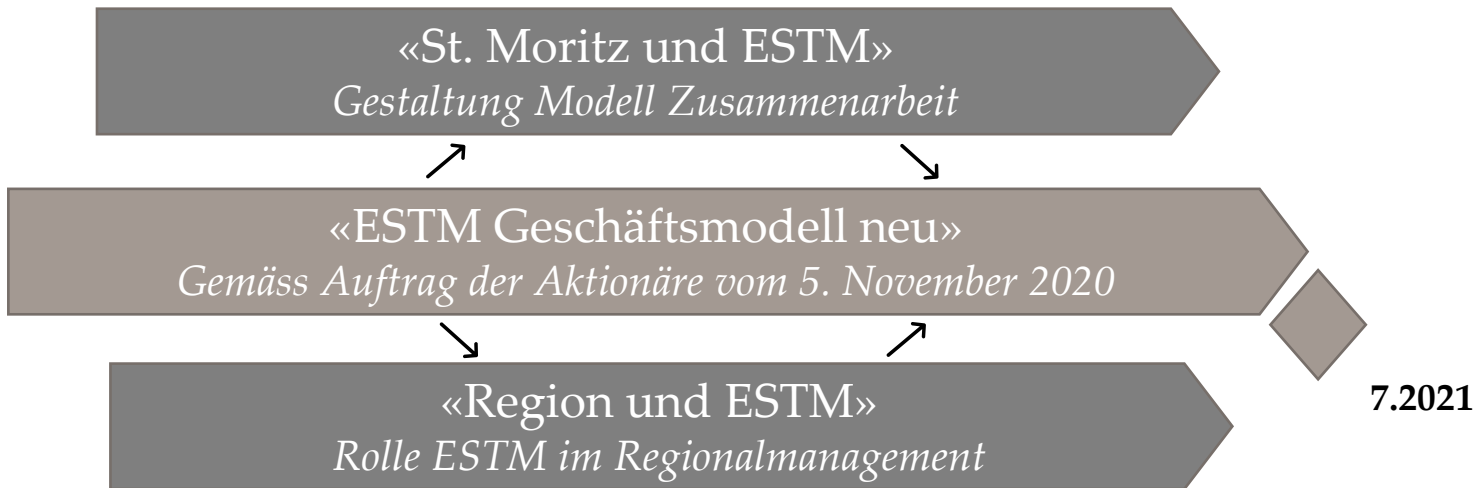 «St. Moritz und ESTM»
Gestaltung Modell Zusammenarbeit
«ESTM Geschäftsmodell neu»
Gemäss Auftrag der Aktionäre vom 5. November 2020
«Region und ESTM»
Rolle ESTM im Regionalmanagement
7.2021